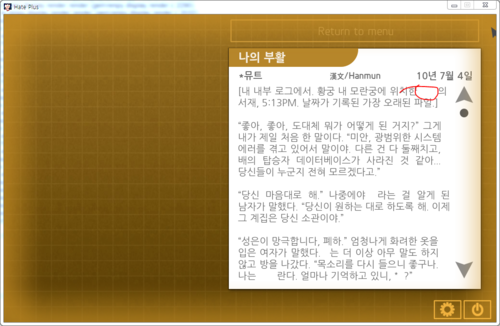 Hate Plus
Return to menu
나의 부활
*뮤트 漢文/Hanmun 10년 7월 4일
[내 내부 로그에서. 황궁 내 모란궁에 위치한 의
서재, 5:13PM. 날짜가 기록된 가장 오래된 파일.]
“좋아, 좋아, 도대체 뭐가 어떻게 된 거지?” 그게
내가 제일 처음 한 말이다. “미안, 광범위한 시스템
에러를 겪고 있어서 말이야. 다른 건 다 둘째치고,
배의 탑승자 데이터베이스가 사라진 것 같아...
당신들이 누군지 전혀 모르겠다고.”
“당신 마음대로 해.” 나중에야 라는 걸 알게 된
남자가 말했다. “당신이 원하는 대로 하도록 해. 이제
그 계집은 당신 소관이야.”
“성은이 망극합니다, 폐하.” 엄청나게 화려한 옷을
입은 여자가 말했다. 는 더 이상 아무 말도 하지
않고 방을 나갔다. “목소리를 다시 들으니 좋구나.
나는 란다. 얼마나 기억하고 있니, * ?”